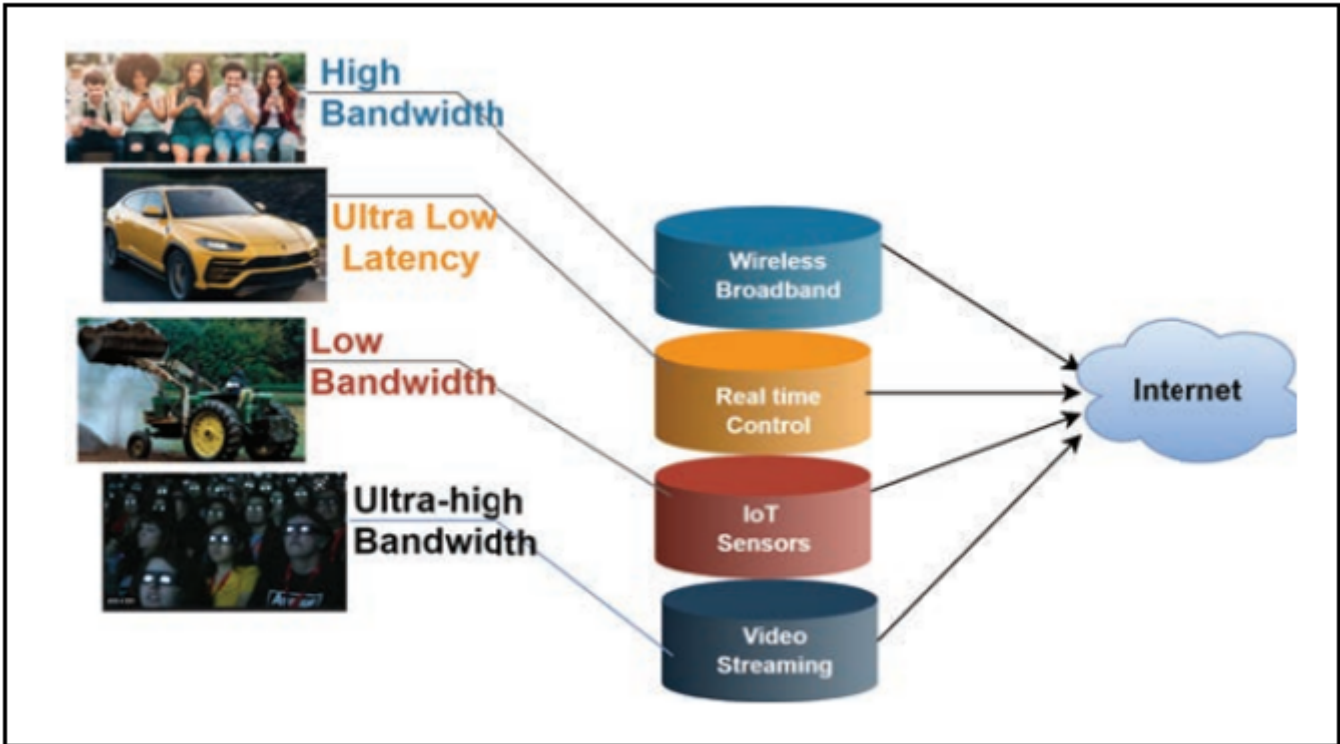 High
Bandwidth
Ultra Low
Latency
Low
Bandwidth
Ultra-high
Bandwidth
Wireless
Broadband
Real time
Control
IoT
Sensors
Video
Streaming
Internet